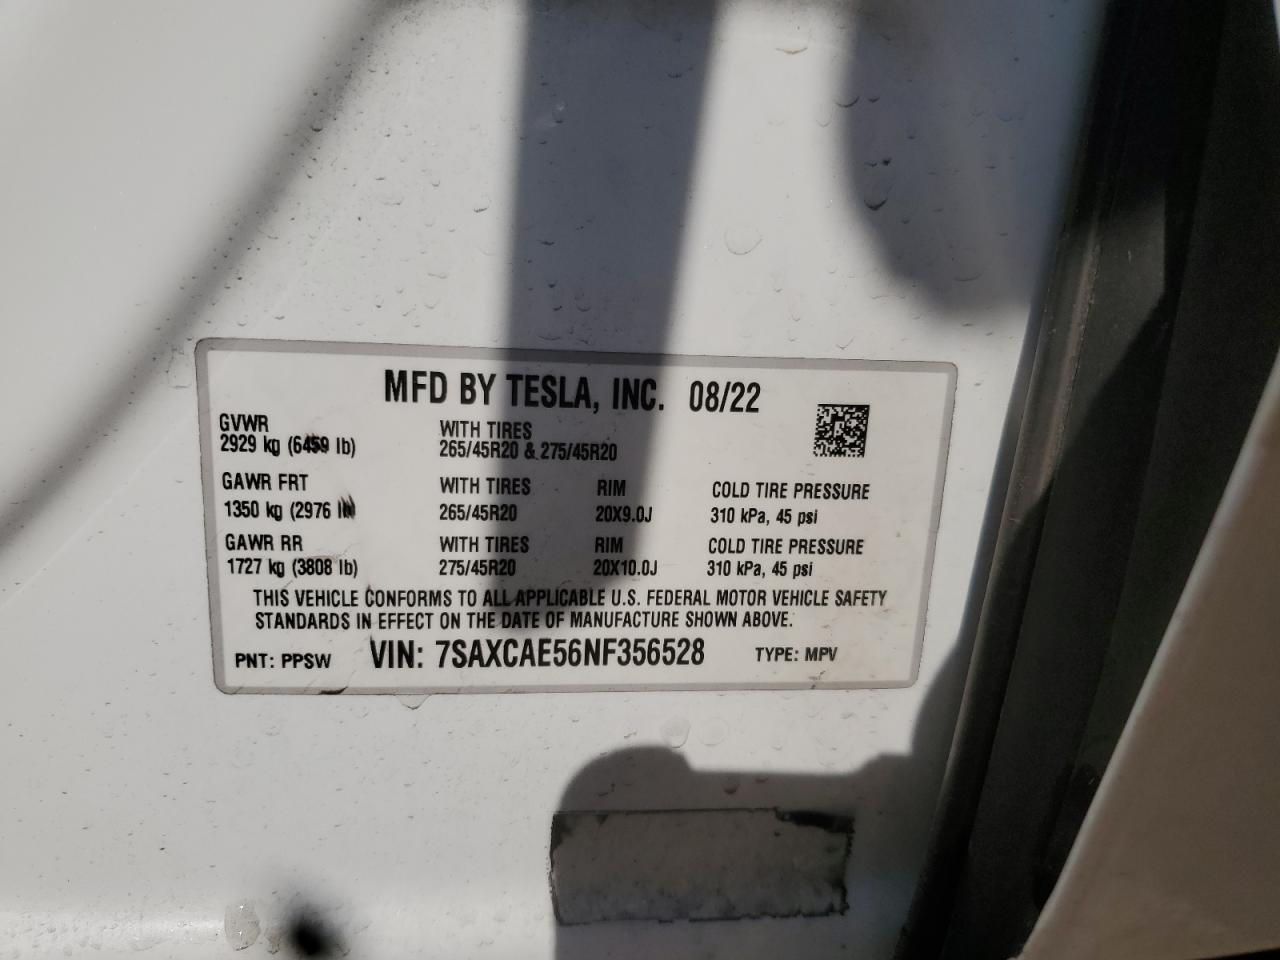 MFD BY TESLA, INC. 08/22
GVWR
2929 kg (6459 lb)
WITH TIRES
265/45R20 & 275/45R20
GAWR FRT WITH TIRES RIM COLD TIRE PRESSURE
1350 kg (2976 lb) 265/45R20 20X9.0J 310 kPa, 45 psi
GAWR RR WITH TIRES RIM COLD TIRE PRESSURE
1727 kg (3808 lb) 275/45R20 20X10.0J 310 kPa, 45 psi
THIS VEHICLE CONFORMS TO ALL APPLICABLE U.S. FEDERAL MOTOR VEHICLE SAFETY
STANDARDS IN EFFECT ON THE DATE OF MANUFACTURE SHOWN ABOVE.
PNT: PPSW VIN: 7SAXCAE56NF356528 TYPE: MPV